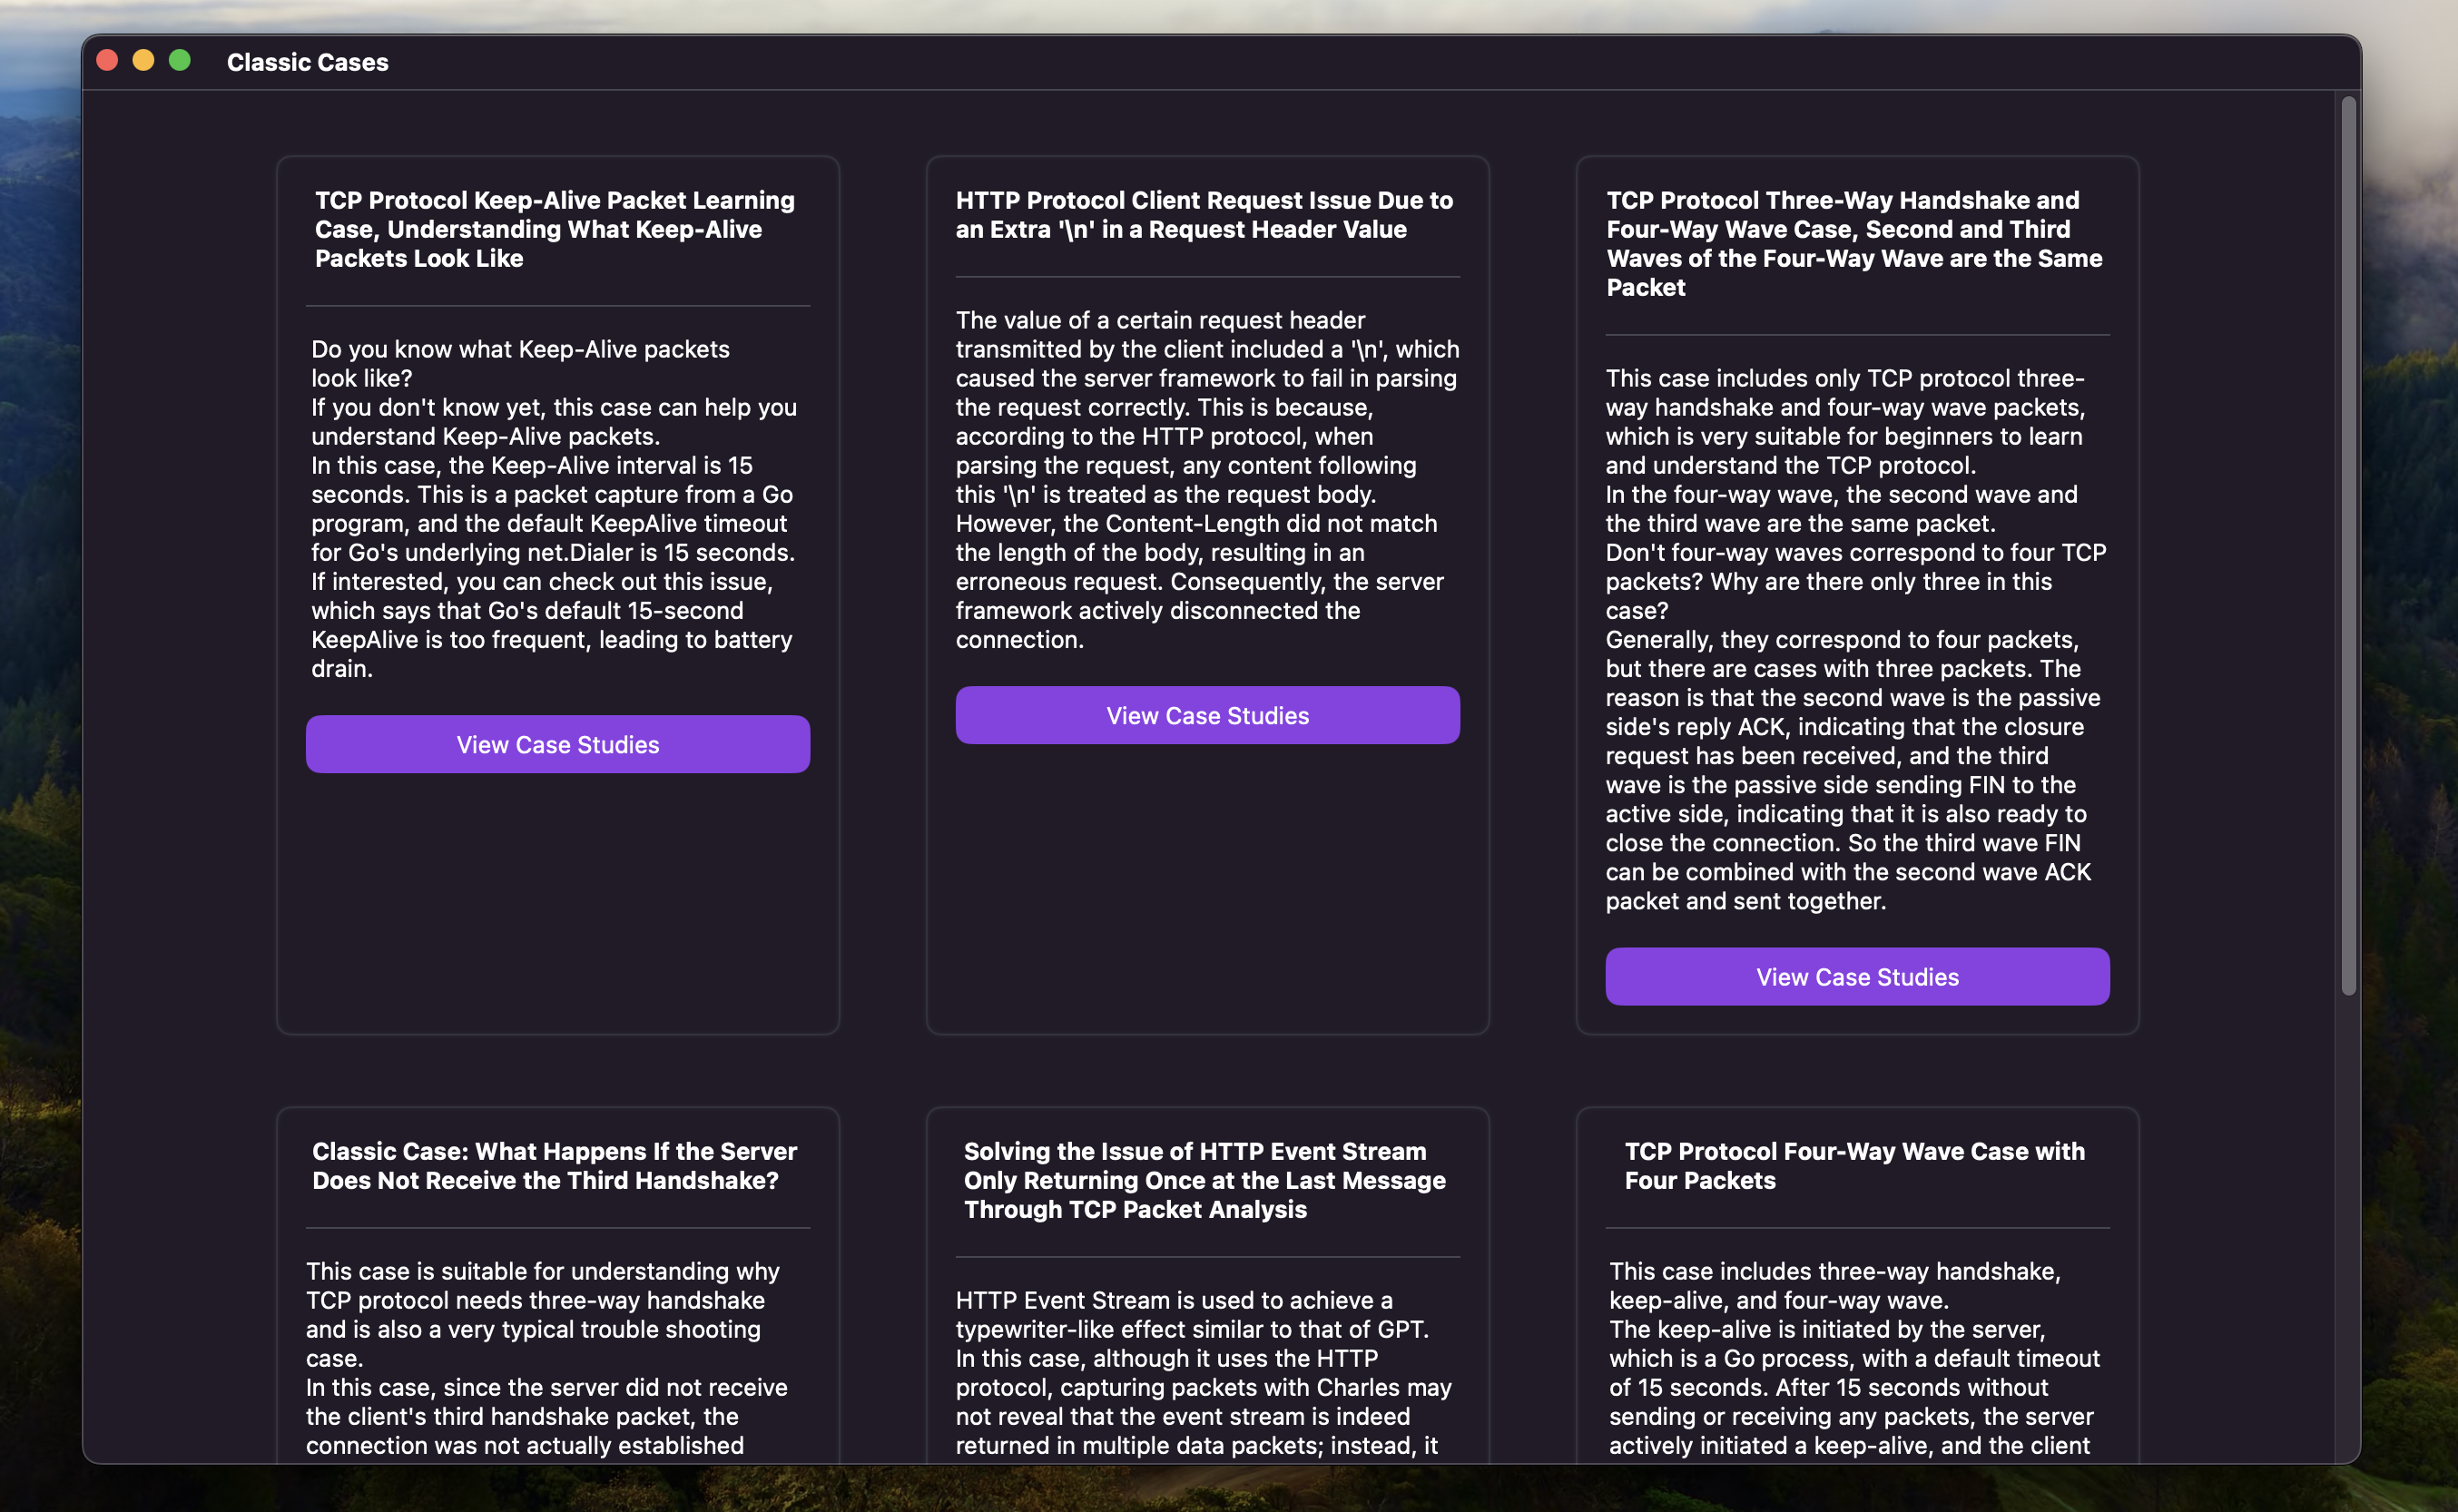 Classic Cases
TCP Protocol Keep-Alive Packet Learning
Case, Understanding What Keep-Alive
Packets Look Like
Do you know what Keep-Alive packets
look like?
If you don't know yet, this case can help you
understand Keep-Alive packets.
In this case, the Keep-Alive interval is 15
seconds. This is a packet capture from a Go
program, and the default KeepAlive timeout
for Go's underlying net.Dialer is 15 seconds.
If interested, you can check out this issue,
which says that Go's default 15-second
KeepAlive is too frequent, leading to battery
drain.
View Case Studies
HTTP Protocol Client Request Issue Due to
an Extra '\n' in a Request Header Value
The value of a certain request header
transmitted by the client included a '\n', which
caused the server framework to fail in parsing
the request correctly. This is because,
according to the HTTP protocol, when
parsing the request, any content following
this '\n' is treated as the request body.
However, the Content-Length did not match
the length of the body, resulting in an
erroneous request. Consequently, the server
framework actively disconnected the
connection.
View Case Studies
TCP Protocol Three-Way Handshake and
Four-Way Wave Case, Second and Third
Waves of the Four-Way Wave are the Same
Packet
This case includes only TCP protocol three-
way handshake and four-way wave packets,
which is very suitable for beginners to learn
and understand the TCP protocol.
In the four-way wave, the second wave and
the third wave are the same packet.
Don't four-way waves correspond to four TCP
packets? Why are there only three in this
case?
Generally, they correspond to four packets,
but there are cases with three packets. The
reason is that the second wave is the passive
side's reply ACK, indicating that the closure
request has been received, and the third
wave is the passive side sending FIN to the
active side, indicating that it is also ready to
close the connection. So the third wave FIN
can be combined with the second wave ACK
packet and sent together.
View Case Studies
Classic Case: What Happens If the Server
Does Not Receive the Third Handshake?
This case is suitable for understanding why
TCP protocol needs three-way handshake
and is also a very typical trouble shooting
case.
In this case, since the server did not receive
the client's third handshake packet, the
connection was not actually established
Solving the Issue of HTTP Event Stream
Only Returning Once at the Last Message
Through TCP Packet Analysis
HTTP Event Stream is used to achieve a
typewriter-like effect similar to that of GPT.
In this case, although it uses the HTTP
protocol, capturing packets with Charles may
not reveal that the event stream is indeed
returned in multiple data packets; instead, it
TCP Protocol Four-Way Wave Case with
Four Packets
This case includes three-way handshake,
keep-alive, and four-way wave.
The keep-alive is initiated by the server,
which is a Go process, with a default timeout
of 15 seconds. After 15 seconds without
sending or receiving any packets, the server
actively initiated a keep-alive, and the client